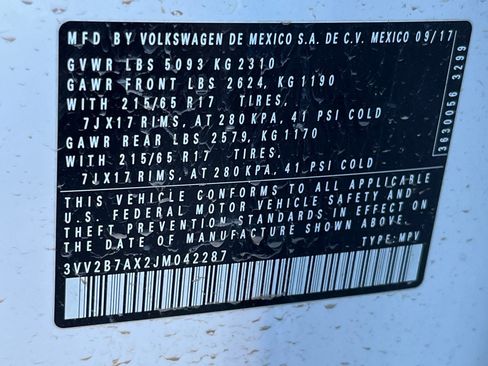 MFD BY VOLKSWAGEN DE MEXICO S.A. DE C.V. MEXICO 09/17
GVWR LBS 5093 KG 2310
GAWR FRONT LBS 2624, KG 1190
WITH 215/65 R17 TIRES,
7JX17 RIMS, AT 280KPA, 41 PSI COLD
GAWR REAR LBS 2579, KG 1170
WITH 215/65 R17 TIRES,
7JX17 RIMS, AT 280KPA, 41 PSI COLD
THIS VEHICLE CONFORMS TO ALL APPLICABLE
U.S. FEDERAL MOTOR VEHICLE SAFETY AND
THEFT PREVENTION STANDARDS IN EFFECT ON
THE DATE OF MANUFACTURE SHOWN ABOVE.
3VV2B7AX2JM042287 TYPE: MPV
3630056 3299